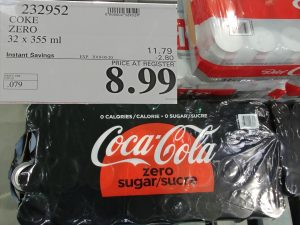 232952
COKE
ZERO
32 x 355 ml
11.79
Instant Savings
2.80
PRICE AT REGISTER
8.99
.079
0 CALORIES/CALORIE • 0 SUGAR/SUCRE
Coca-Cola
zero
sugar/sucre